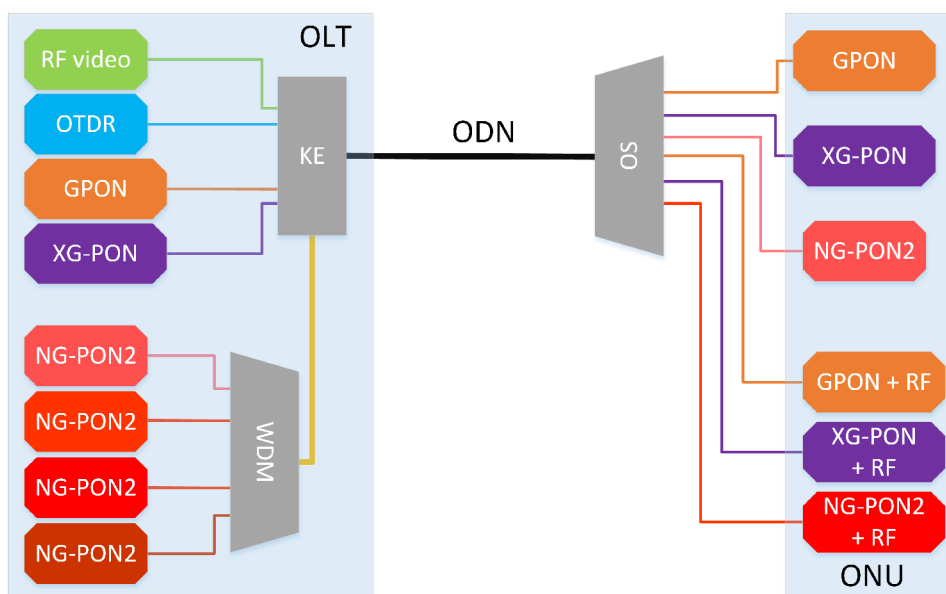 OLT
RF video
OTDR
GPON
XG-PON
KE
NG-PON2
NG-PON2
NG-PON2
NG-PON2
WDM
ODN
SO
GPON
XG-PON
NG-PON2
GPON + RF
XG-PON
+ RF
NG-PON2
+ RF
ONU